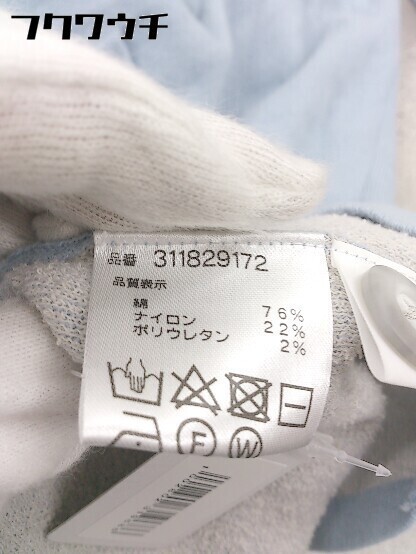 フクウチ
品番 311829172
品質表示
綿 76%
ナイロン 22%
ポリウレタン 2%
F W